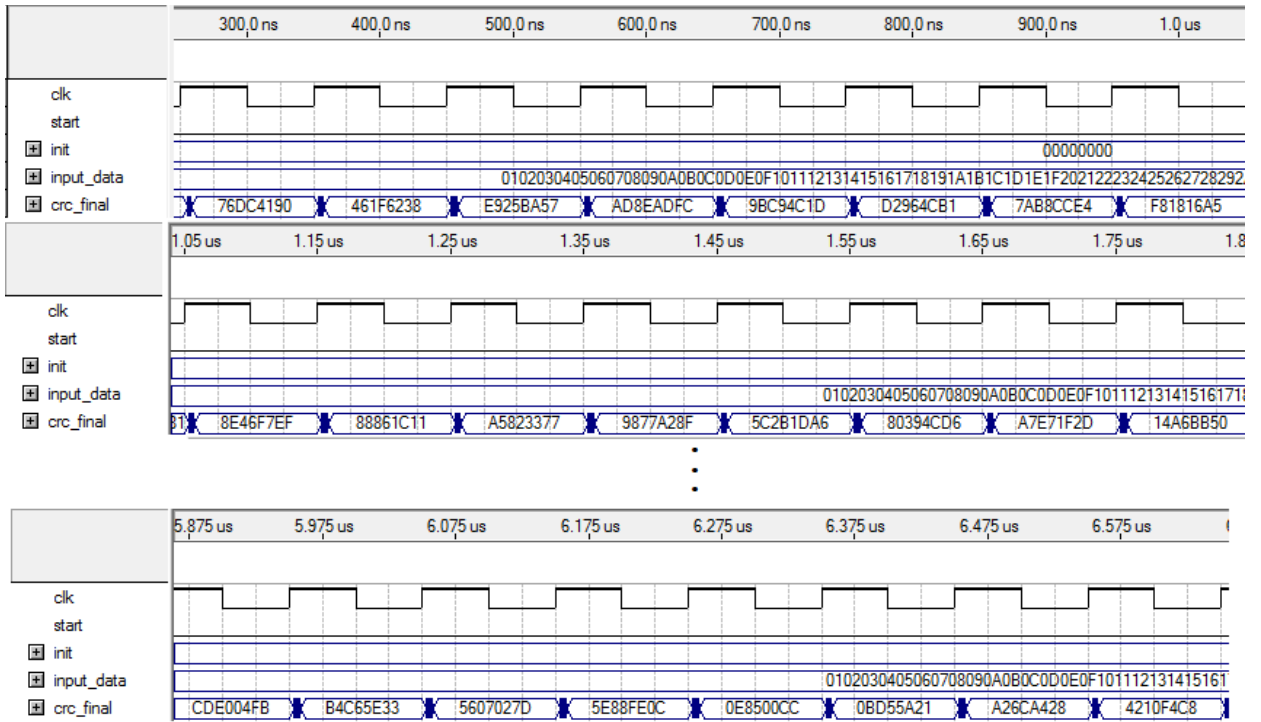 300,0 ns 400,0 ns 500,0 ns 600,0 ns 700,0 ns 800,0 ns 900,0 ns 1.0 us
clk
start
init 00000000
input_data 0102030405060708090A0B0C0D0E0F101112131415161718191A1B1C1D1E1F202122232425262728292
crc_final 76DC4190 461F6238 E925BA57 AD8EADFC 9BC94C1D D2964CB1 7AB8CCE4 F81816A5
1.05 us 1.15 us 1.25 us 1.35 us 1.45 us 1.55 us 1.65 us 1.75 us 1.8
clk
start
init
input_data 0102030405060708090A0B0C0D0E0F101112131415161718
crc_final 8E46F7EF 88861C11 A5823377 9877A28F 5C2B1DA6 80394CD6 A7E71F2D 14A6BB50
5.875 us 5.975 us 6.075 us 6.175 us 6.275 us 6.375 us 6.475 us 6.575 us
clk
start
init
input_data 0102030405060708090A0B0C0D0E0F1011121314151617
crc_final CDE004FB B4C65E33 5607027D 5E88FE0C 0E8500CC 0BD55A21 A26CA428 4210F4C8